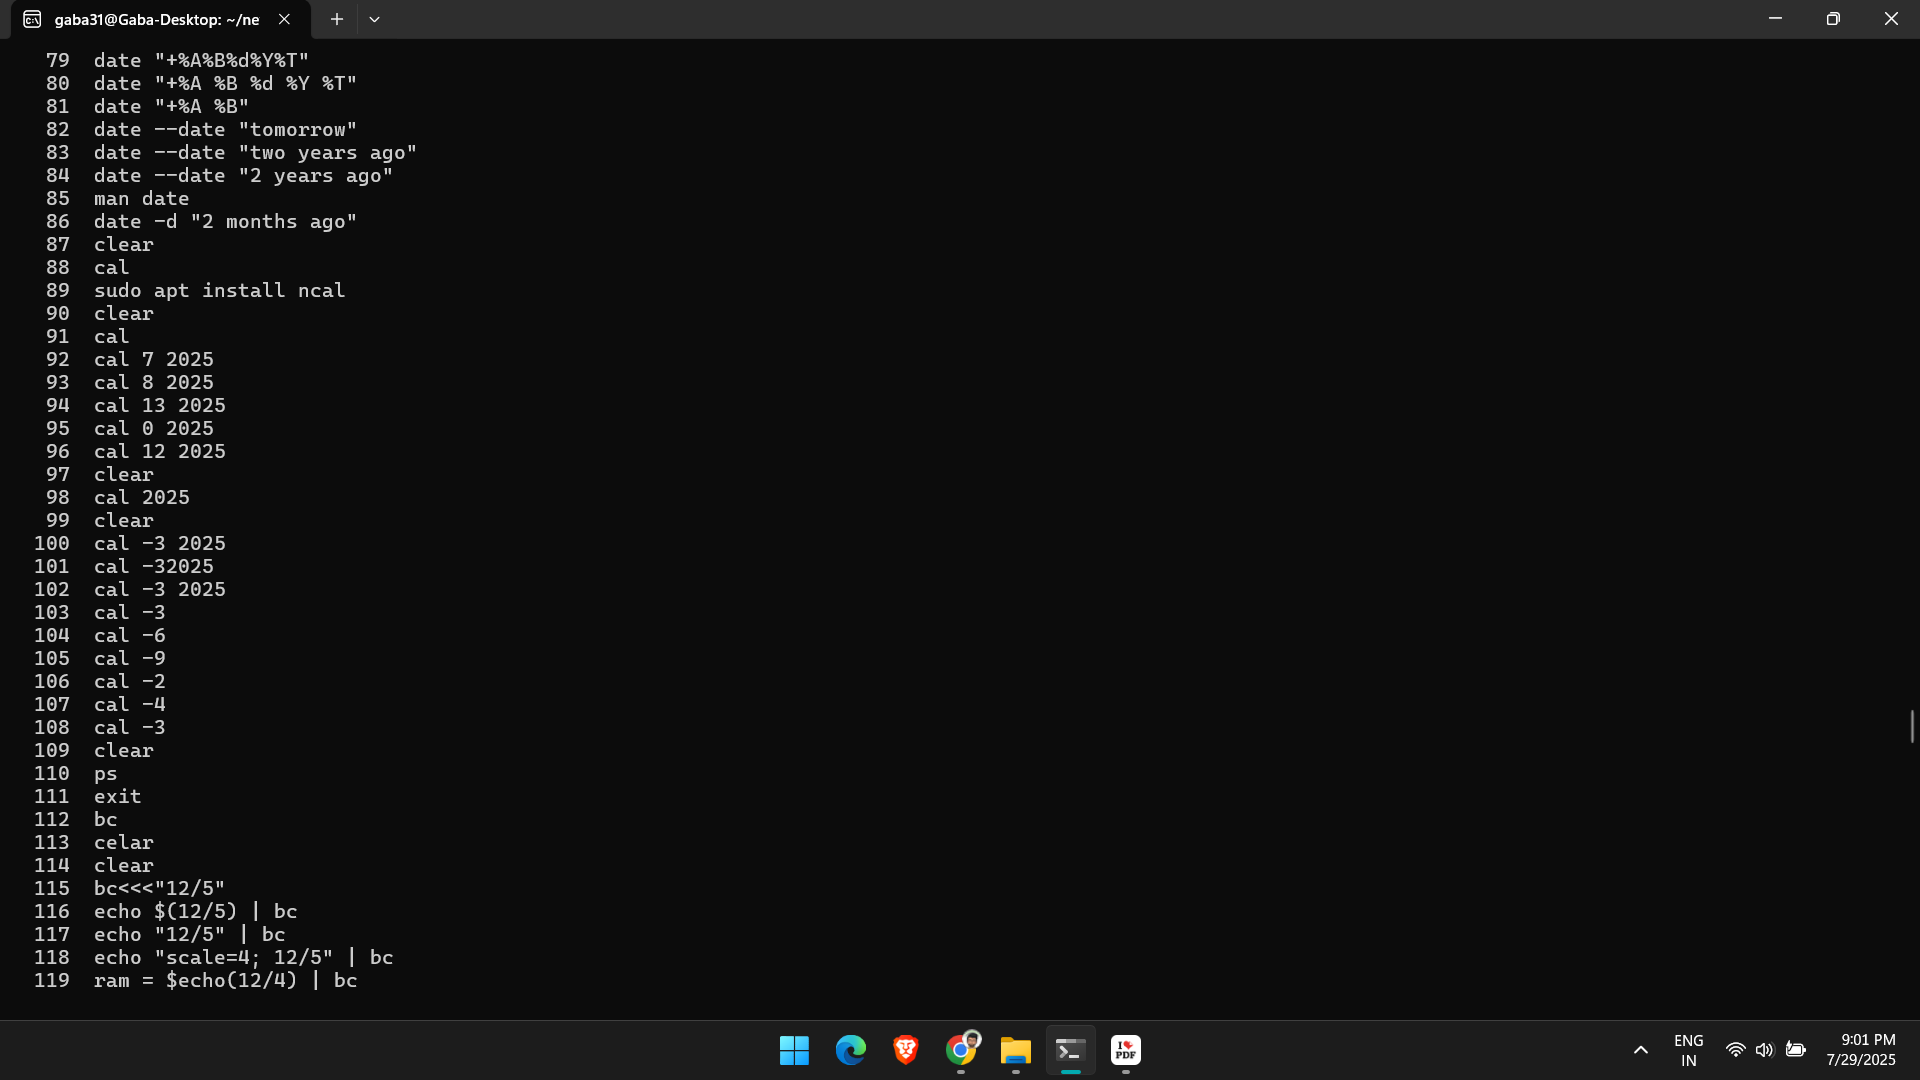 gaba31@Gaba-Desktop: ~/ne
79 date "+%A%B%d%Y%T"
80 date "+%A %B %d %Y %T"
81 date "+%A %B"
82 date --date "tomorrow"
83 date --date "two years ago"
84 date --date "2 years ago"
85 man date
86 date -d "2 months ago"
87 clear
88 cal
89 sudo apt install ncal
90 clear
91 cal
92 cal 7 2025
93 cal 8 2025
94 cal 13 2025
95 cal 0 2025
96 cal 12 2025
97 clear
98 cal 2025
99 clear
100 cal -3 2025
101 cal -32025
102 cal -3 2025
103 cal -3
104 cal -6
105 cal -9
106 cal -2
107 cal -4
108 cal -3
109 clear
110 ps
111 exit
112 bc
113 celar
114 clear
115 bc<<<"12/5"
116 echo $(12/5) | bc
117 echo "12/5" | bc
118 echo "scale=4; 12/5" | bc
119 ram = $echo(12/4) | bc
I PDF
ENG
IN
9:01 PM
7/29/2025